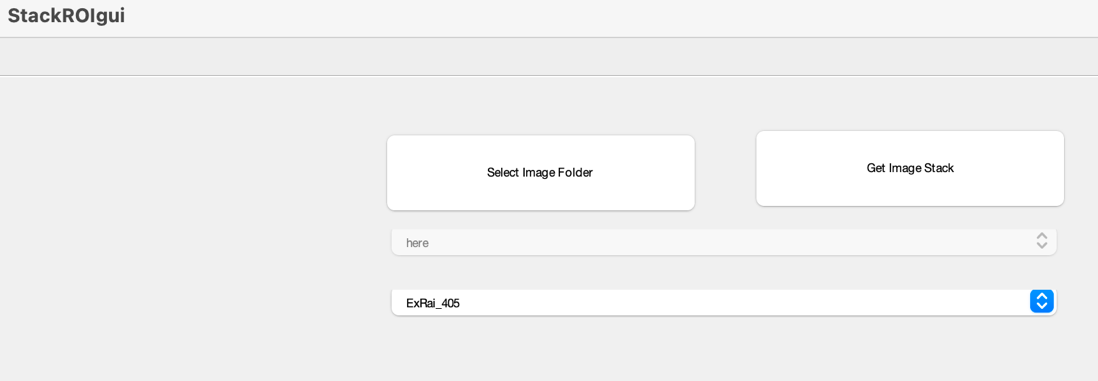 StackROIgui
Select Image Folder
Get Image Stack
here
ExRai_405